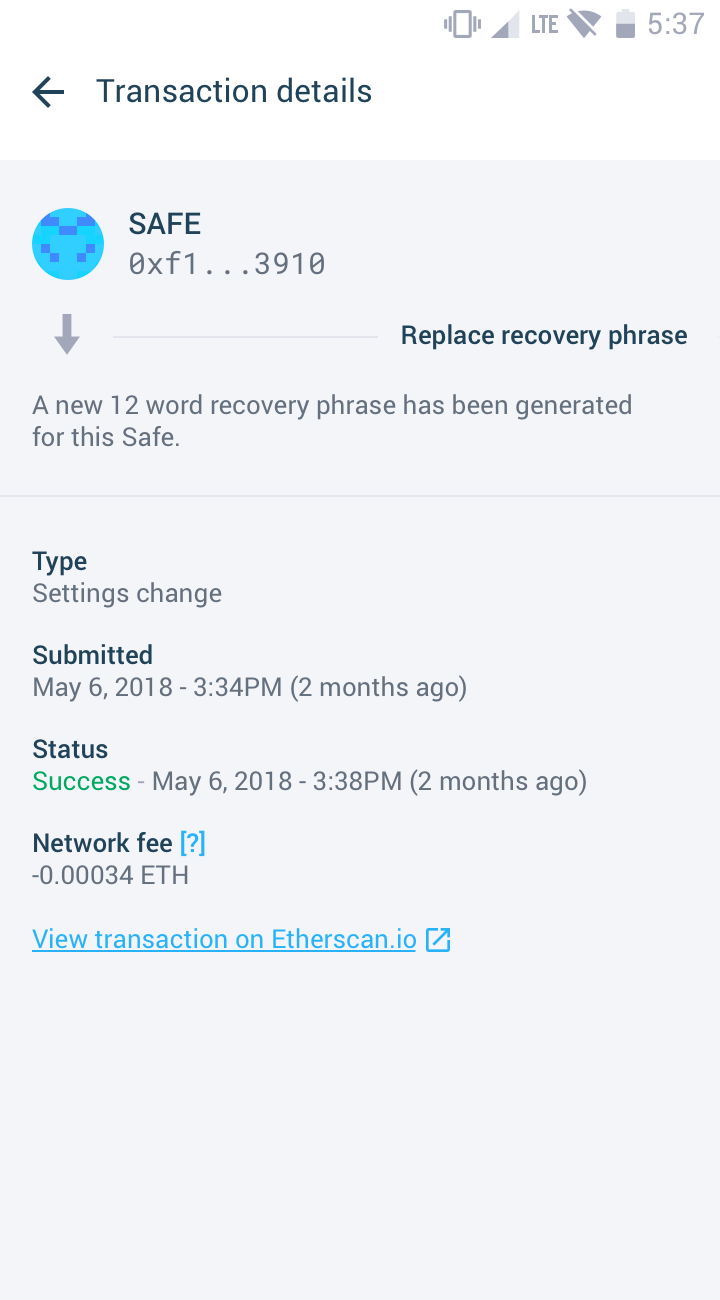 LTE 5:37
Transaction details
SAFE
0xf1...3910
Replace recovery phrase
A new 12 word recovery phrase has been generated
for this Safe.
Type
Settings change
Submitted
May 6, 2018 - 3:34PM (2 months ago)
Status
Success - May 6, 2018 - 3:38PM (2 months ago)
Network fee [?]
-0.00034 ETH
View transaction on Etherscan.io